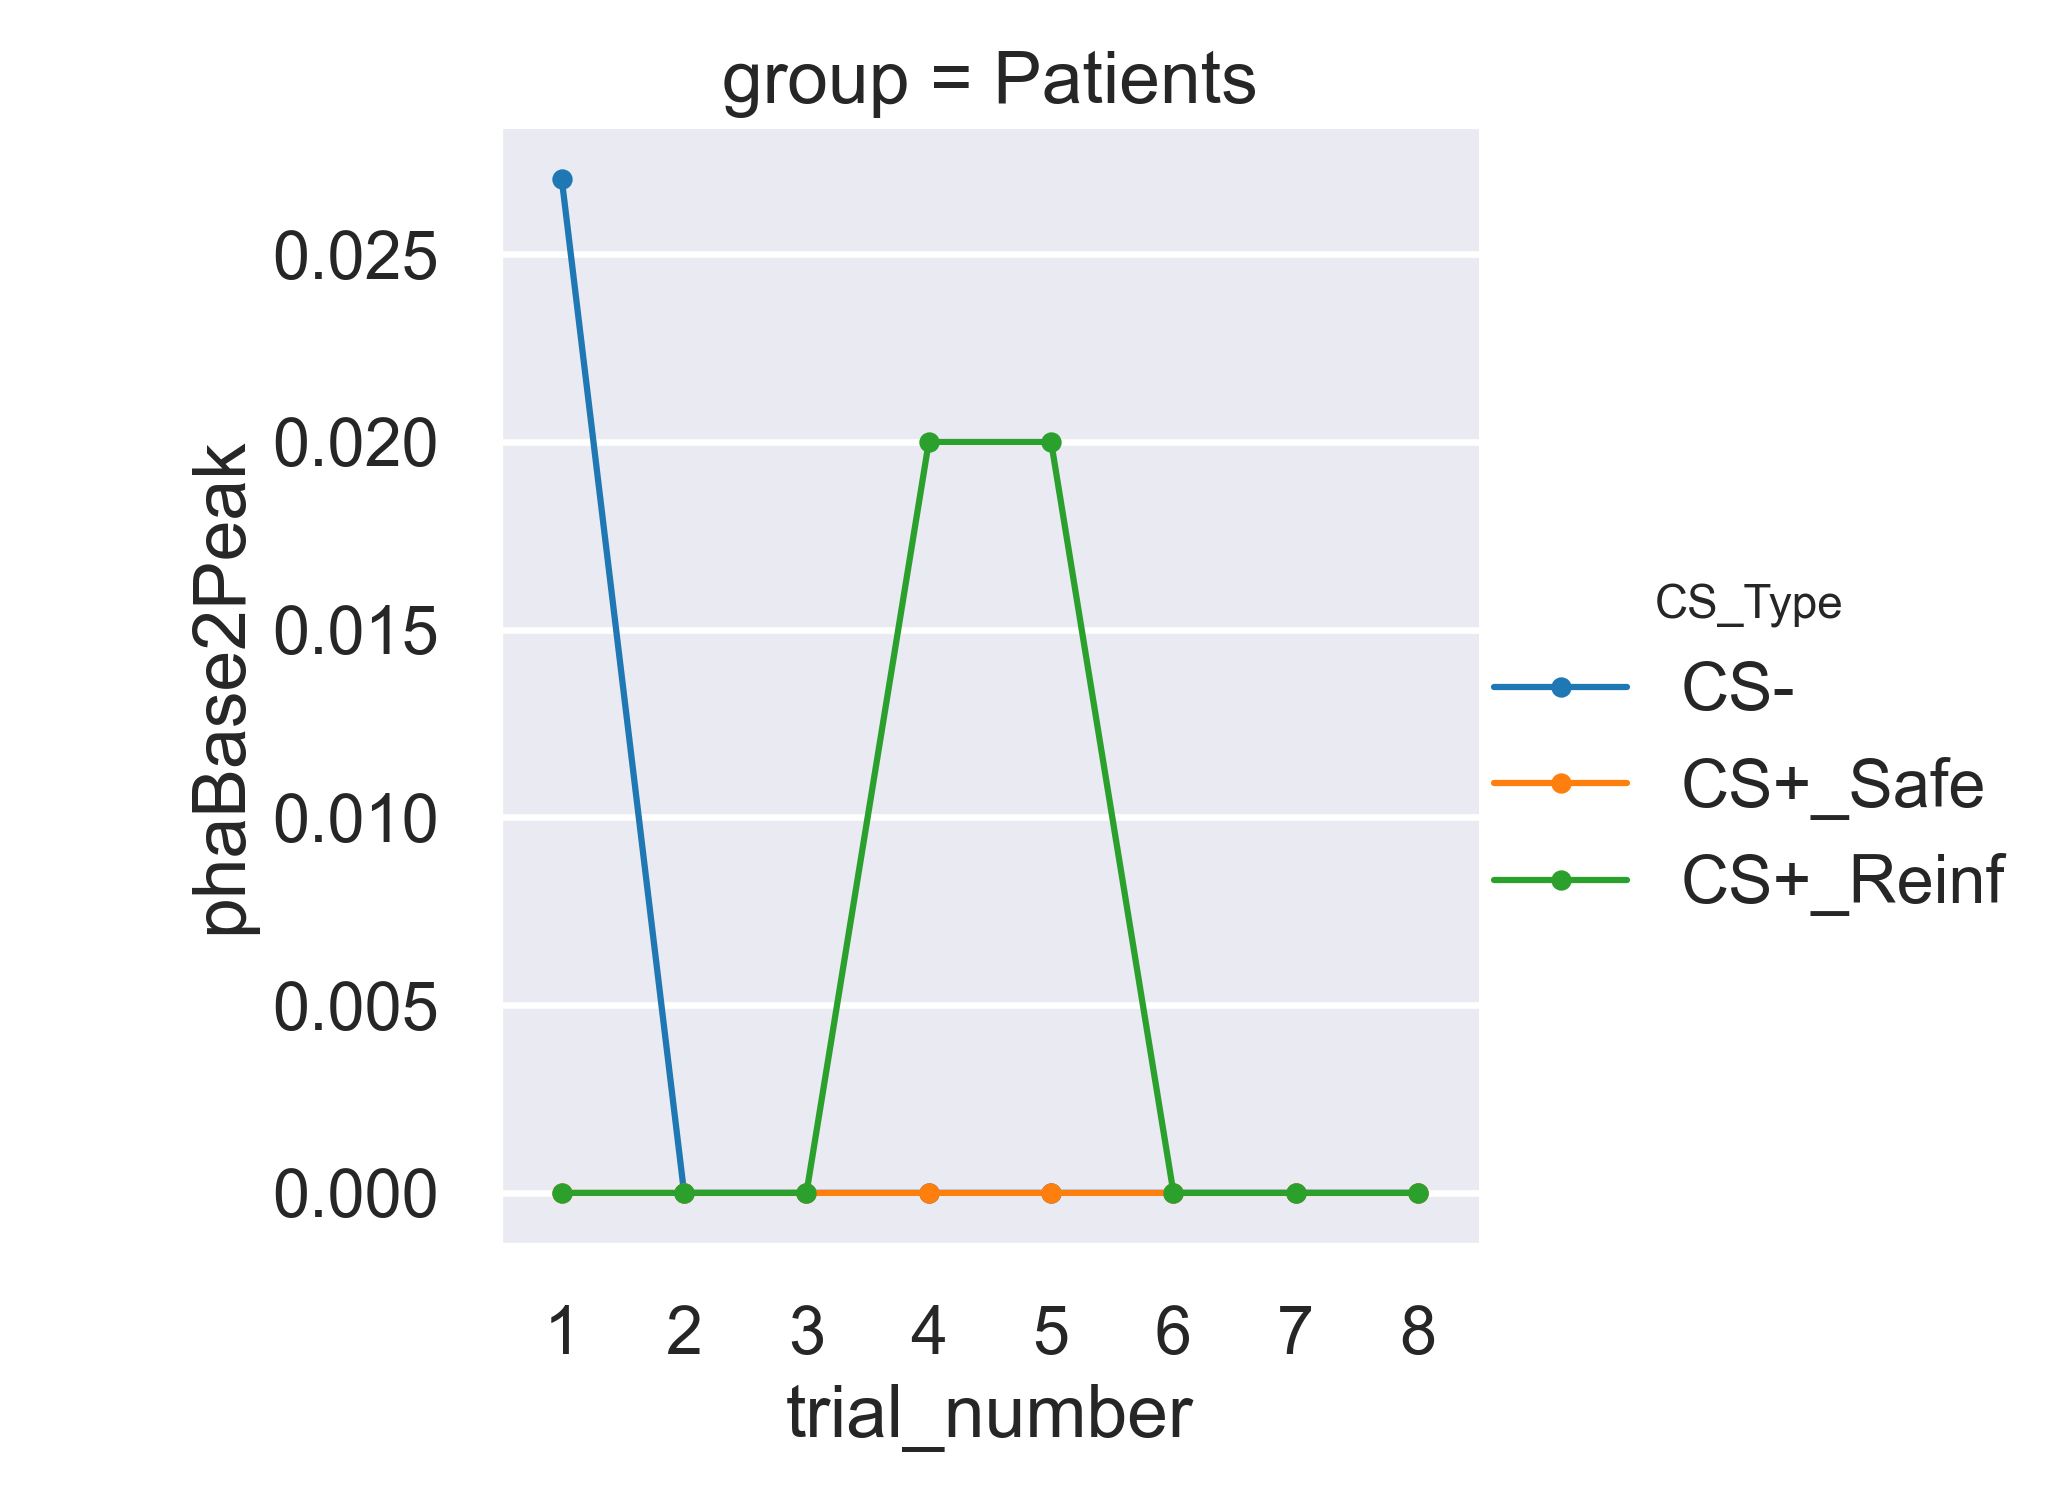 group = Patients
phaBase2Peak
0.025
0.020
0.015
0.010
0.005
0.000
1 2 3 4 5 6 7 8
trial_number
CS_Type
CS-
CS+_Safe
CS+_Reinf